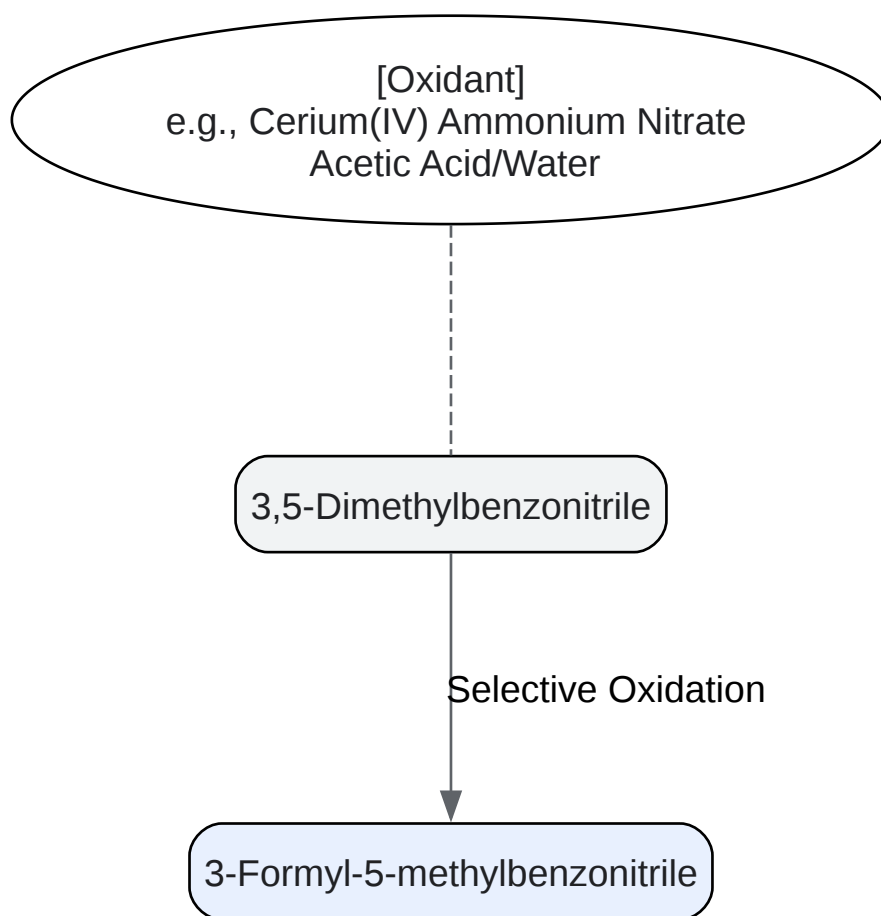 [Oxidant]
e.g., Cerium(IV) Ammonium Nitrate
Acetic Acid/Water
3,5-Dimethylbenzonitrile
Selective Oxidation
3-Formyl-5-methylbenzonitrile